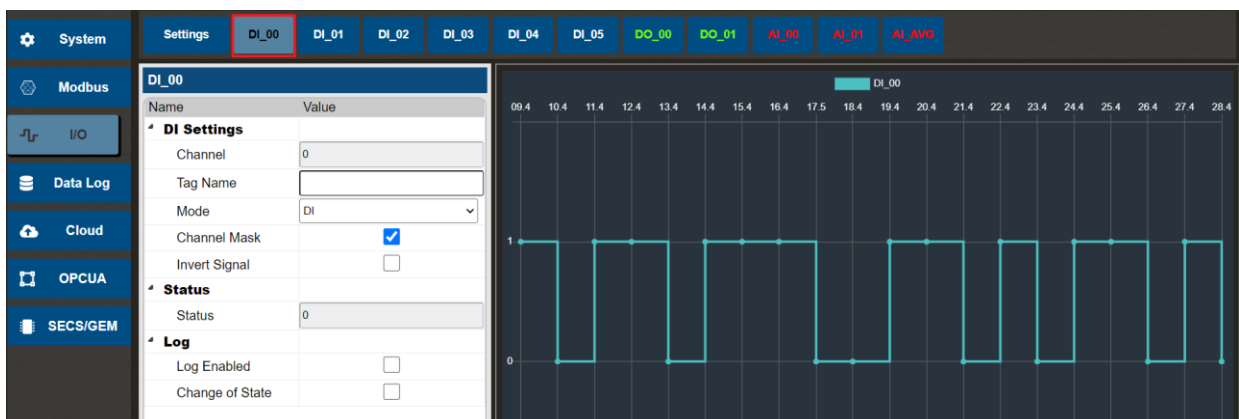 System
Modbus
I/O
Data Log
Cloud
OPCUA
SECS/GEM
Settings DI_00 DI_01 DI_02 DI_03 DI_04 DI_05 DO_00 DO_01 AI_00 AI_01 AI_AVG
DI_00
Name Value
DI Settings
Channel 0
Tag Name
Mode DI
Channel Mask
Invert Signal
Status
Status 0
Log
Log Enabled
Change of State
DI_00
09.4 10.4 11.4 12.4 13.4 14.4 15.4 16.4 17.5 18.4 19.4 20.4 21.4 22.4 23.4 24.4 25.4 26.4 27.4 28.4
1
0